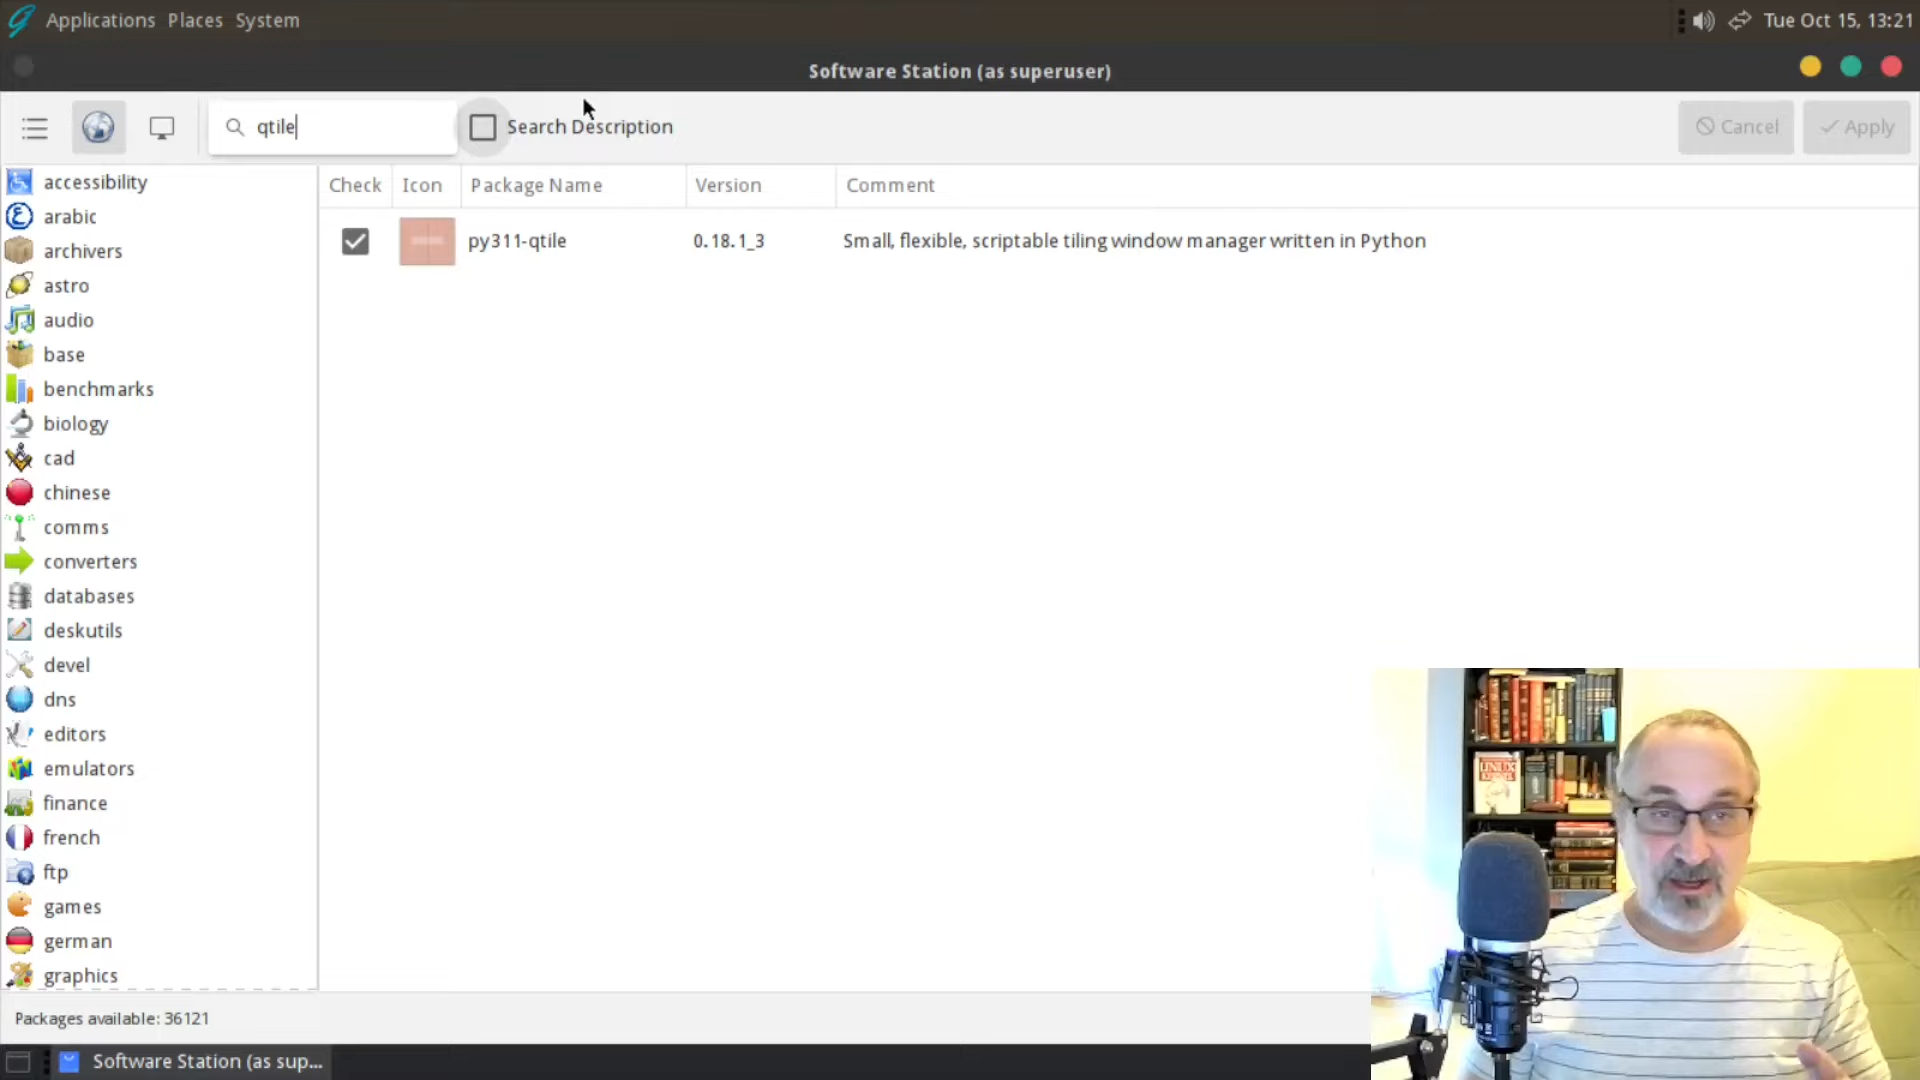 Applications Places System
Tue Oct 15, 13:21
Software Station (as superuser)
qtile
Search Description
Cancel
Apply
Check Icon Package Name Version Comment
py311-qtile 0.18.1_3 Small, flexible, scriptable tiling window manager written in Python
accessibility
arabic
archivers
astro
audio
base
benchmarks
biology
cad
chinese
comms
converters
databases
deskutils
devel
dns
editors
emulators
finance
french
ftp
games
german
graphics
LINUX
Packages available: 36121
Software Station (as sup...